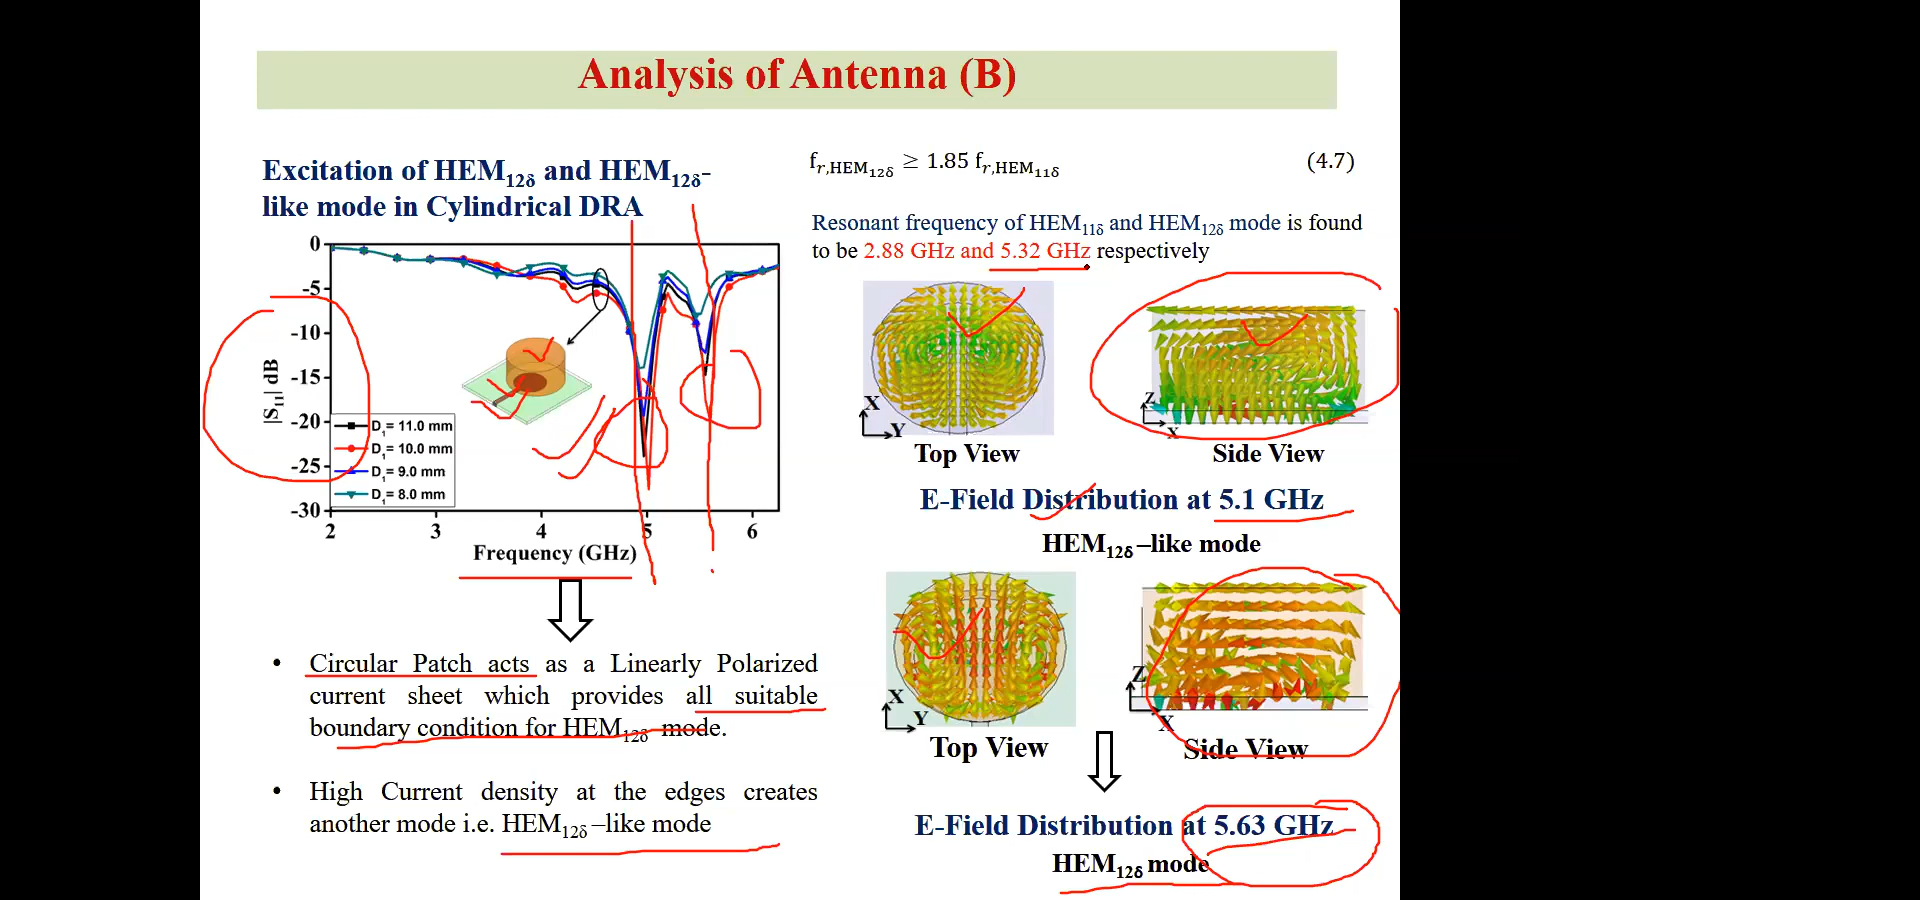 Analysis of Antenna (B)
Excitation of HEM12δ and HEM12δ-
like mode in Cylindrical DRA
0
-5
-10
-15
-20
-25
-30
|S11| dB
D1= 11.0 mm
D1= 10.0 mm
D1= 9.0 mm
D1= 8.0 mm
2 3 4 5 6
Frequency (GHz)
• Circular Patch acts as a Linearly Polarized
current sheet which provides all suitable
boundary condition for HEM12δ mode.
• High Current density at the edges creates
another mode i.e. HEM12δ –like mode
fr,HEM12δ ≥ 1.85 fr,HEM11δ (4.7)
Resonant frequency of HEM11δ and HEM12δ mode is found
to be 2.88 GHz and 5.32 GHz respectively
X
Y
Top View
Z
X
Side View
E-Field Distribution at 5.1 GHz
HEM12δ –like mode
X
Y
Top View
Z
X
Side View
E-Field Distribution at 5.63 GHz
HEM12δ mode